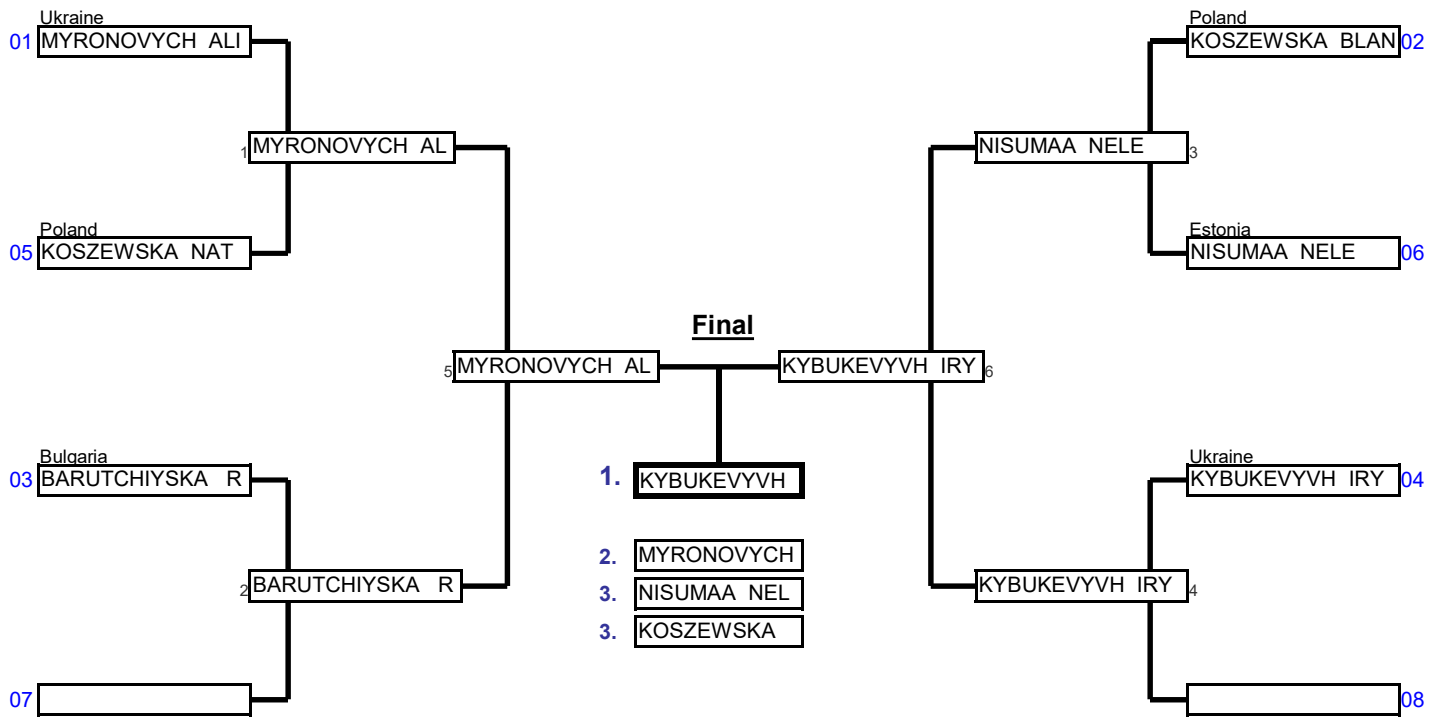 Ukraine
01 MYRONOVYCH ALI
Poland
KOSZEWSKA BLAN 02
1 MYRONOVYCH AL
NISUMAA NELE 3
Poland
05 KOSZEWSKA NAT
Estonia
NISUMAA NELE 06
Final
5 MYRONOVYCH AL
KYBUKEVYVH IRY 6
Bulgaria
03 BARUTCHIYSKA R
1. KYBUKEVYVH
Ukraine
KYBUKEVYVH IRY 04
2. MYRONOVYCH
3. NISUMAA NEL
3. KOSZEWSKA
2 BARUTCHIYSKA R
KYBUKEVYVH IRY 4
07
08